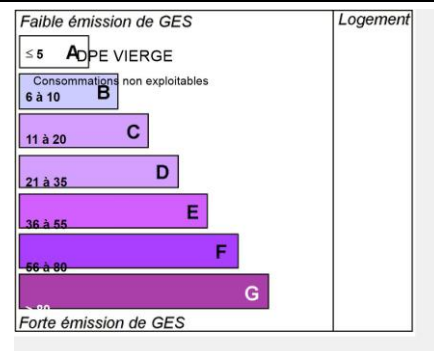 Faible émission de GES
Logement
≤ 5 A DPE VIERGE
Consommations non exploitables
6 à 10 B
11 à 20 C
21 à 35 D
36 à 55 E
56 à 80 F
> 80 G
Forte émission de GES